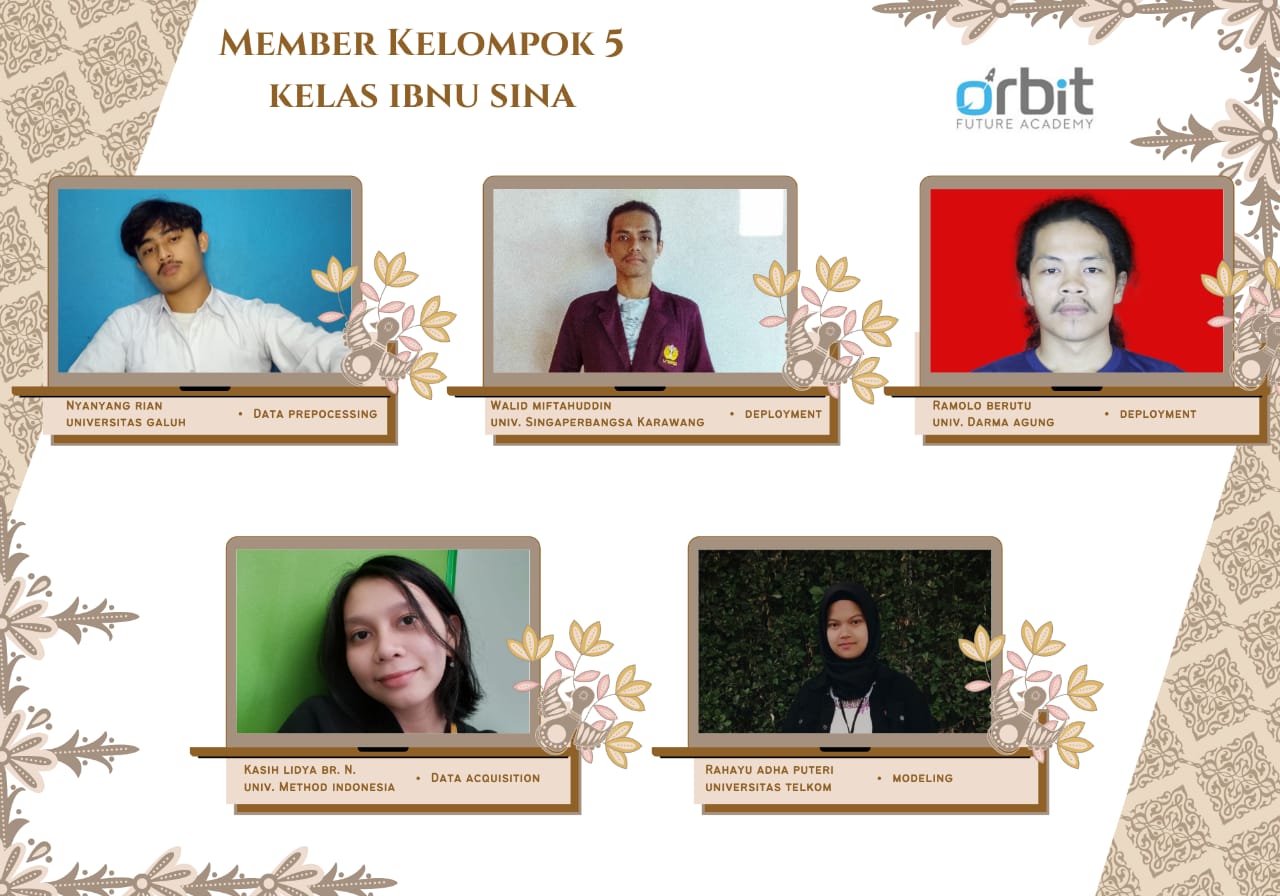 Member Kelompok 5
kelas ibnu sina
orbit
FUTURE ACADEMY
Nyanyang rian
universitas galuh
• Data prepocessing
Walid miftahuddin
univ. Singaperbangsa Karawang
• deployment
Ramolo berutu
univ. Darma agung
• deployment
Kasih lidya br. N.
univ. Method indonesia
• Data acquisition
Rahayu adha puteri
universitas telkom
• modeling